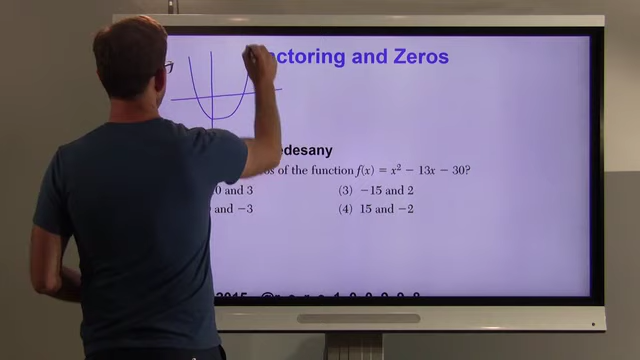 actoring and Zeros
edesany
os of the function f(x) = x² − 13x − 30?
0 and 3
(3) −15 and 2
and −3
(4) 15 and −2